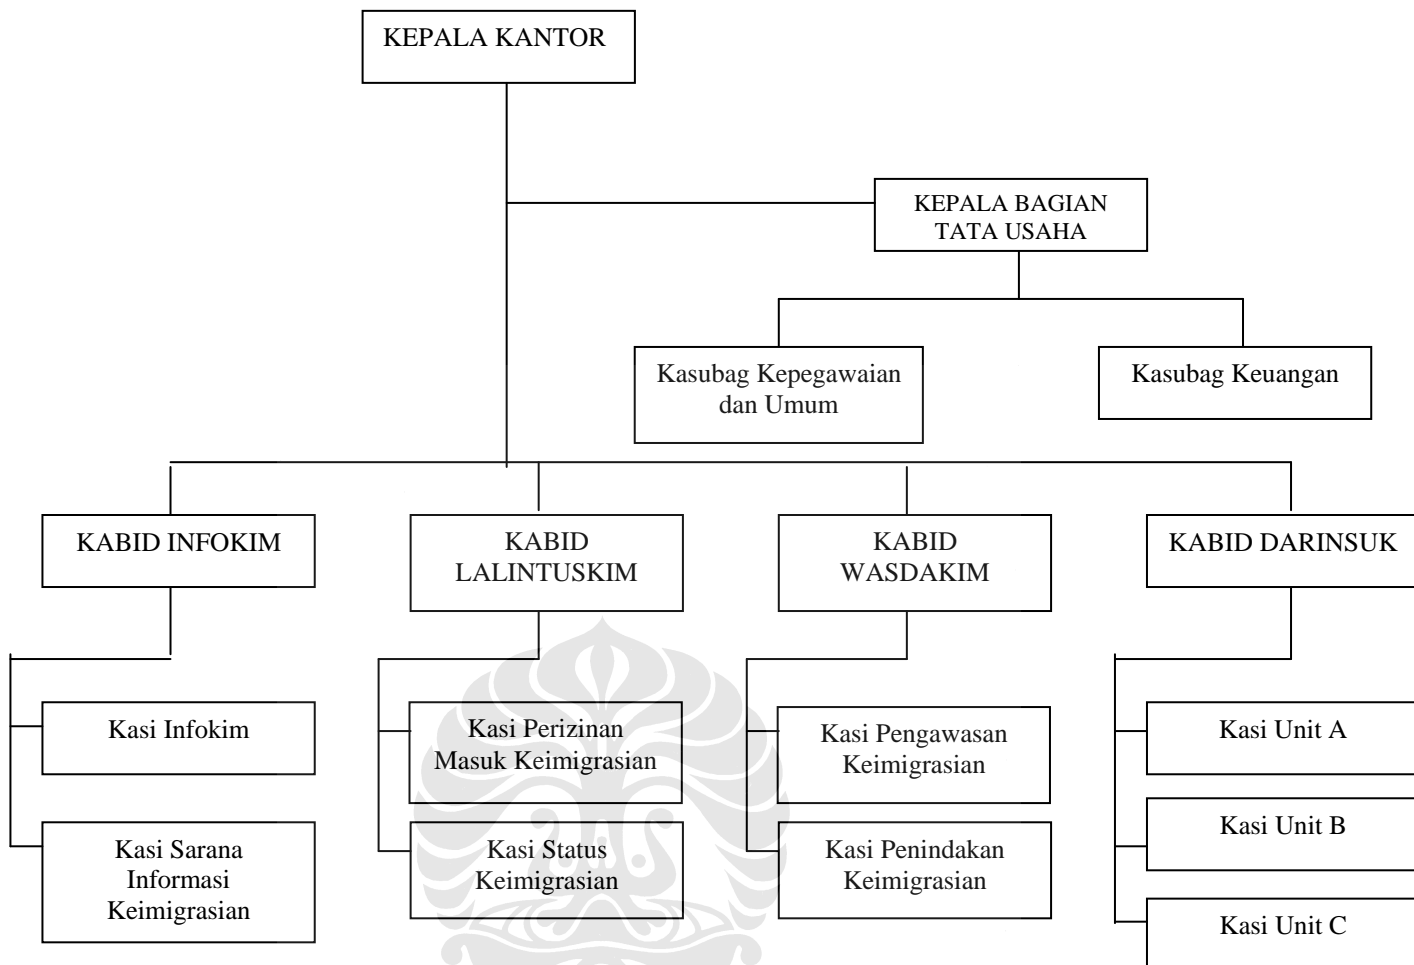 KEPALA KANTOR
KEPALA BAGIAN
TATA USAHA
Kasubag Kepegawaian
dan Umum
Kasubag Keuangan
KABID INFOKIM
KABID
LALINTUSKIM
KABID
WASDAKIM
KABID DARINSUK
Kasi Infokim
Kasi Perizinan
Masuk Keimigrasian
Kasi Pengawasan
Keimigrasian
Kasi Unit A
Kasi Sarana
Informasi
Keimigrasian
Kasi Status
Keimigrasian
Kasi Penindakan
Keimigrasian
Kasi Unit B
Kasi Unit C